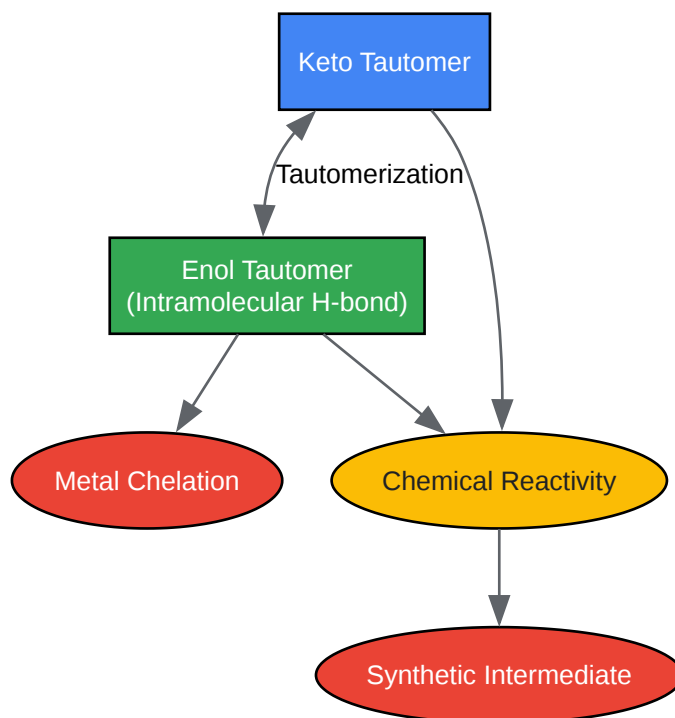 Keto Tautomer
Tautomerization
Enol Tautomer
(Intramolecular H-bond)
Metal Chelation
Chemical Reactivity
Synthetic Intermediate